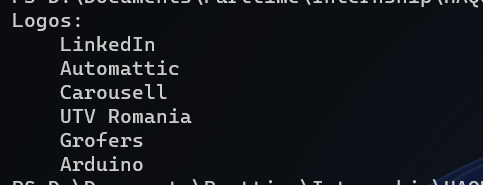 Logos:
LinkedIn
Automattic
Carousell
UTV Romania
Grofers
Arduino